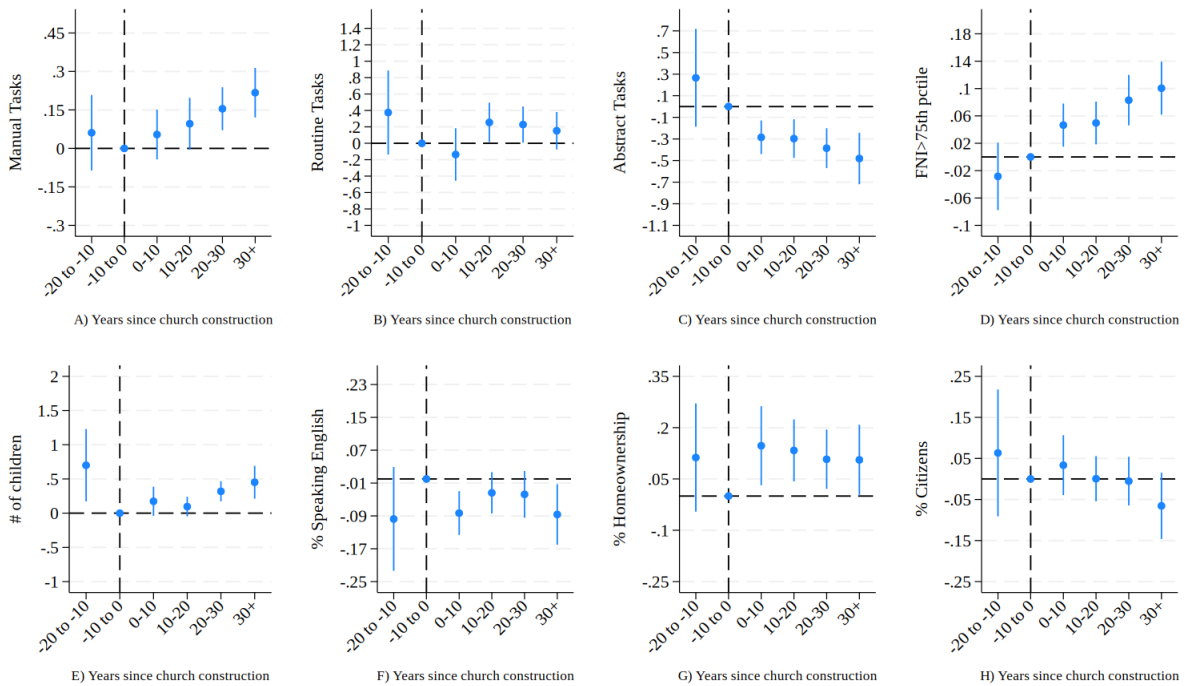 Manual Tasks
.45
.3
.15
0
-.15
-.3
-20 to -10
-10 to 0
0-10
10-20
20-30
30+
A) Years since church construction
Routine Tasks
1.4
1.2
1
.8
.6
.4
.2
0
-.2
-.4
-.6
-.8
-1
-20 to -10
-10 to 0
0-10
10-20
20-30
30+
B) Years since church construction
Abstract Tasks
.7
.5
.3
.1
-.1
-.3
-.5
-.7
-.9
-1.1
-20 to -10
-10 to 0
0-10
10-20
20-30
30+
C) Years since church construction
FNI>75th pctile
.18
.14
.1
.06
.02
-.02
-.06
-.1
-20 to -10
-10 to 0
0-10
10-20
20-30
30+
D) Years since church construction
# of children
2
1.5
1
.5
0
-.5
-1
-20 to -10
-10 to 0
0-10
10-20
20-30
30+
E) Years since church construction
% Speaking English
.23
.15
.07
-.01
-.09
-.17
-.25
-20 to -10
-10 to 0
0-10
10-20
20-30
30+
F) Years since church construction
% Homeownership
.35
.2
.05
-.1
-.25
-20 to -10
-10 to 0
0-10
10-20
20-30
30+
G) Years since church construction
% Citizens
.25
.15
.05
-.05
-.15
-.25
-20 to -10
-10 to 0
0-10
10-20
20-30
30+
H) Years since church construction